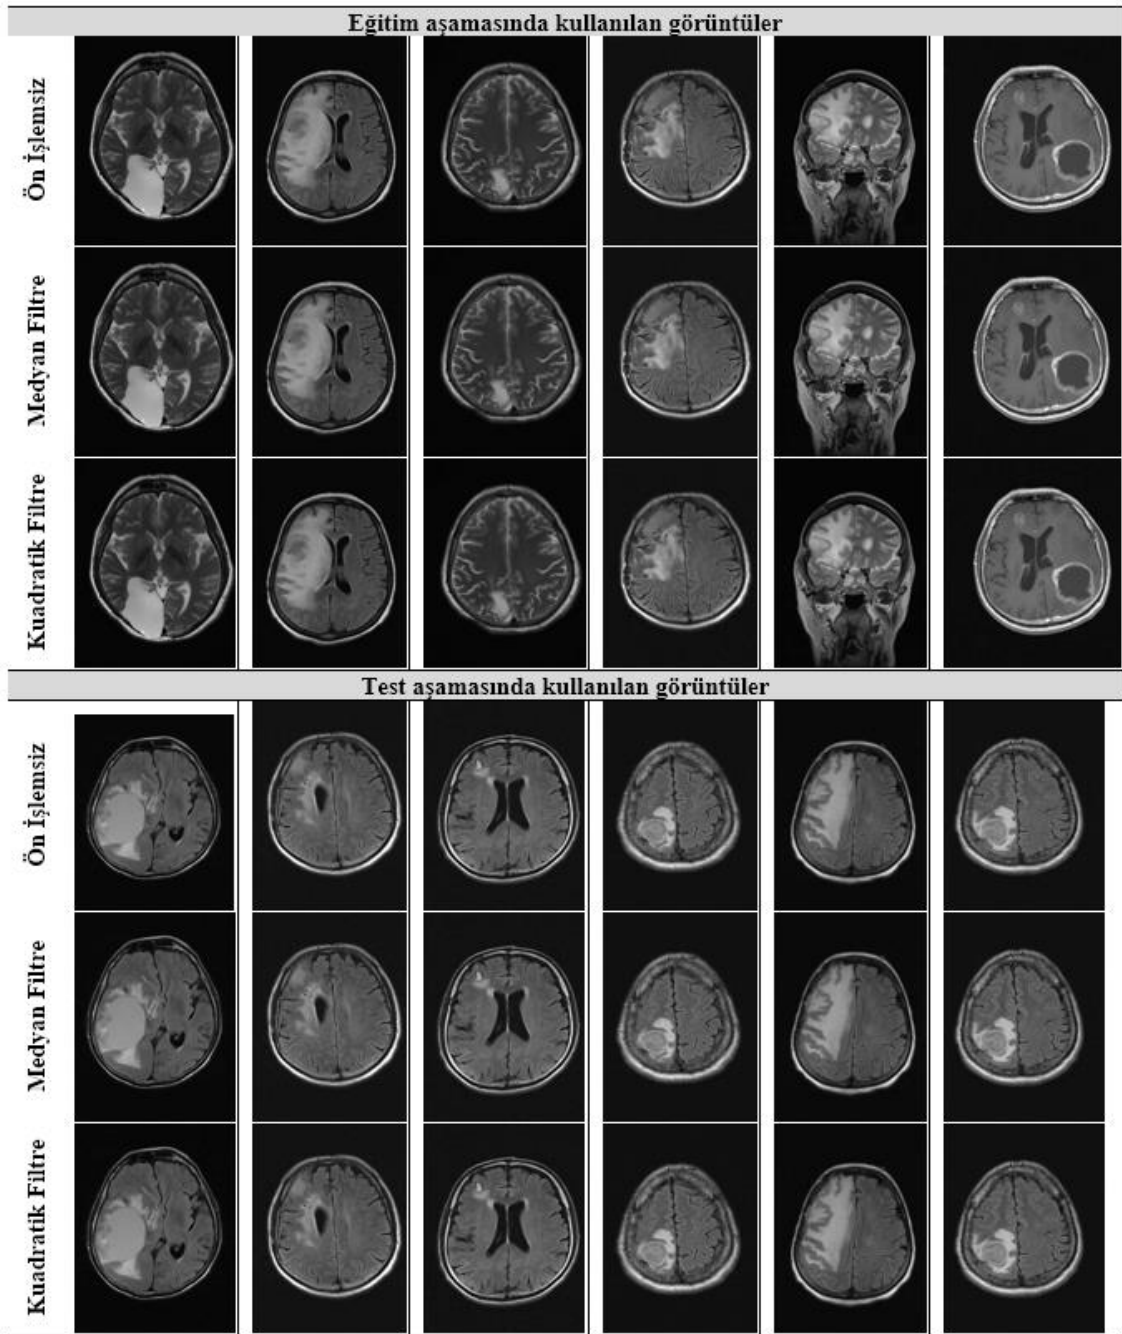 Eğitim aşamasında kullanılan görüntüler
Ön İşlemsiz
Medyan Filtre
Kuadratik Filtre
Test aşamasında kullanılan görüntüler
Ön İşlemsiz
Medyan Filtre
Kuadratik Filtre